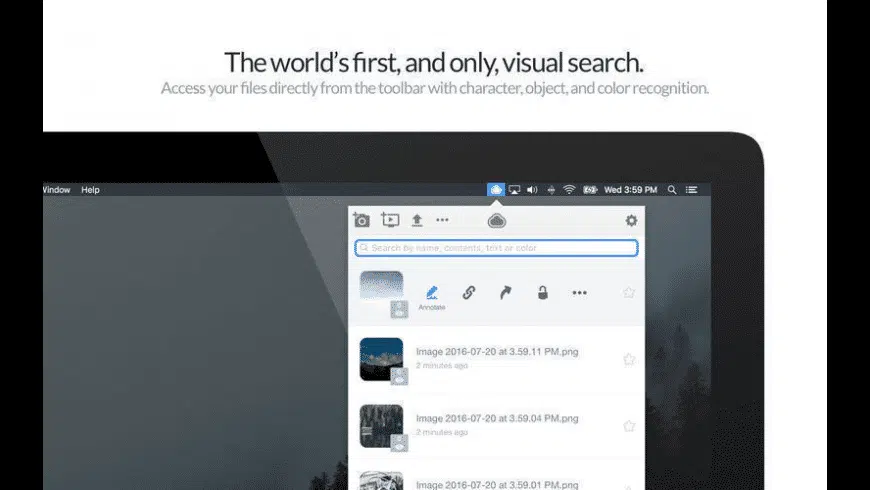 The world's first, and only, visual search.
Access your files directly from the toolbar with character, object, and color recognition.
Window Help Wed 3:59 PM
Search by name, contents, text or color
Annotate
Image 2016-07-20 at 3.59.11 PM.png
2 minutes ago
Image 2016-07-20 at 3.59.04 PM.png
2 minutes ago
Image 2016-07-20 at 3.59.01 PM.png